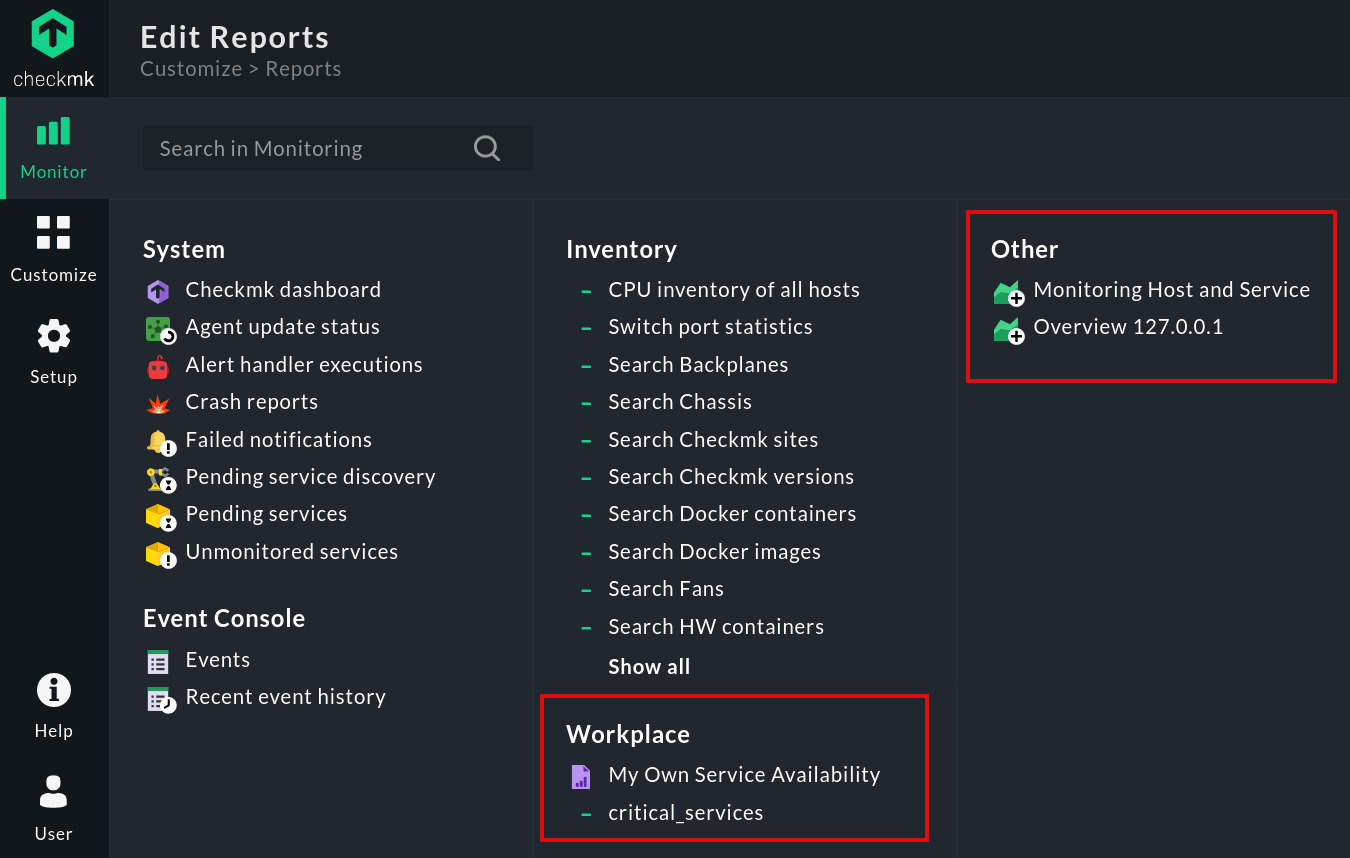 checkmk
Edit Reports
Customize > Reports
Search in Monitoring
Monitor
Customize
Setup
Help
User
System
Checkmk dashboard
Agent update status
Alert handler executions
Crash reports
Failed notifications
Pending service discovery
Pending services
Unmonitored services
Event Console
Events
Recent event history
Inventory
– CPU inventory of all hosts
– Switch port statistics
– Search Backplanes
– Search Chassis
– Search Checkmk sites
– Search Checkmk versions
– Search Docker containers
– Search Docker images
– Search Fans
– Search HW containers
Show all
Workplace
My Own Service Availability
– critical_services
Other
Monitoring Host and Service
Overview 127.0.0.1